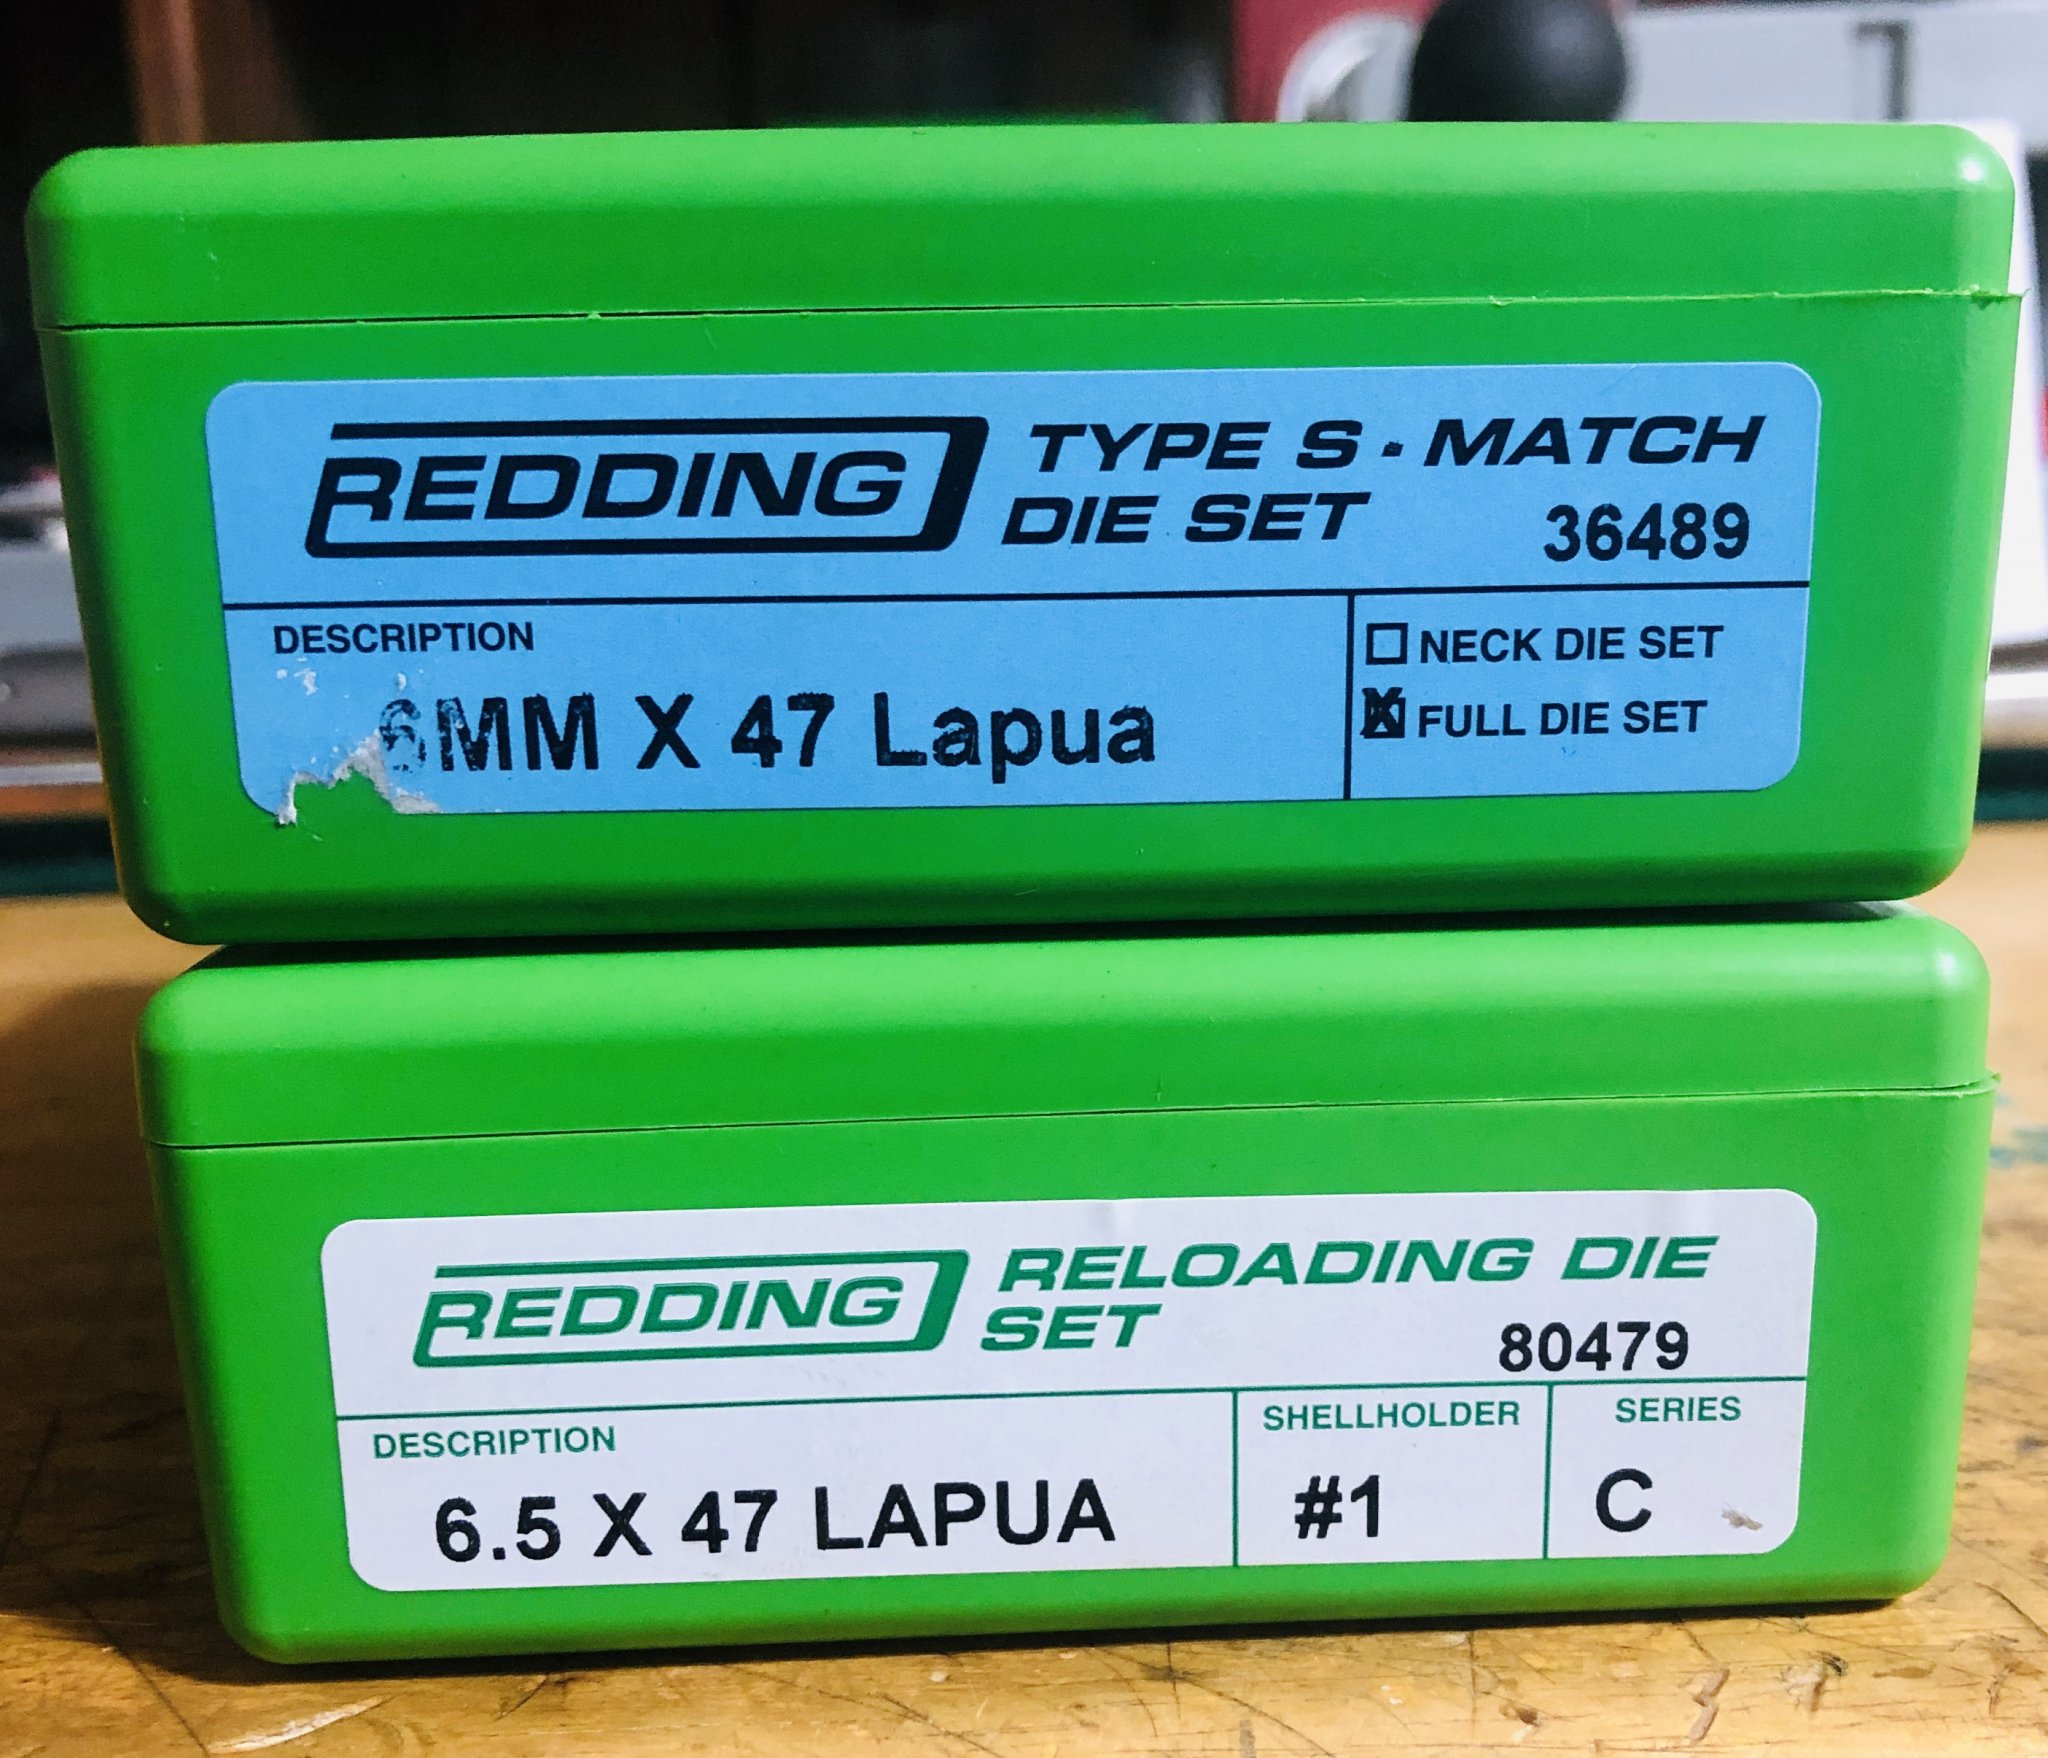 REDDING TYPE S - MATCH
DIE SET
36489
DESCRIPTION
6MM X 47 Lapua
☐ NECK DIE SET
☒ FULL DIE SET
REDDING RELOADING DIE
SET
80479
DESCRIPTION
6.5 X 47 LAPUA
SHELLHOLDER
#1
SERIES
C